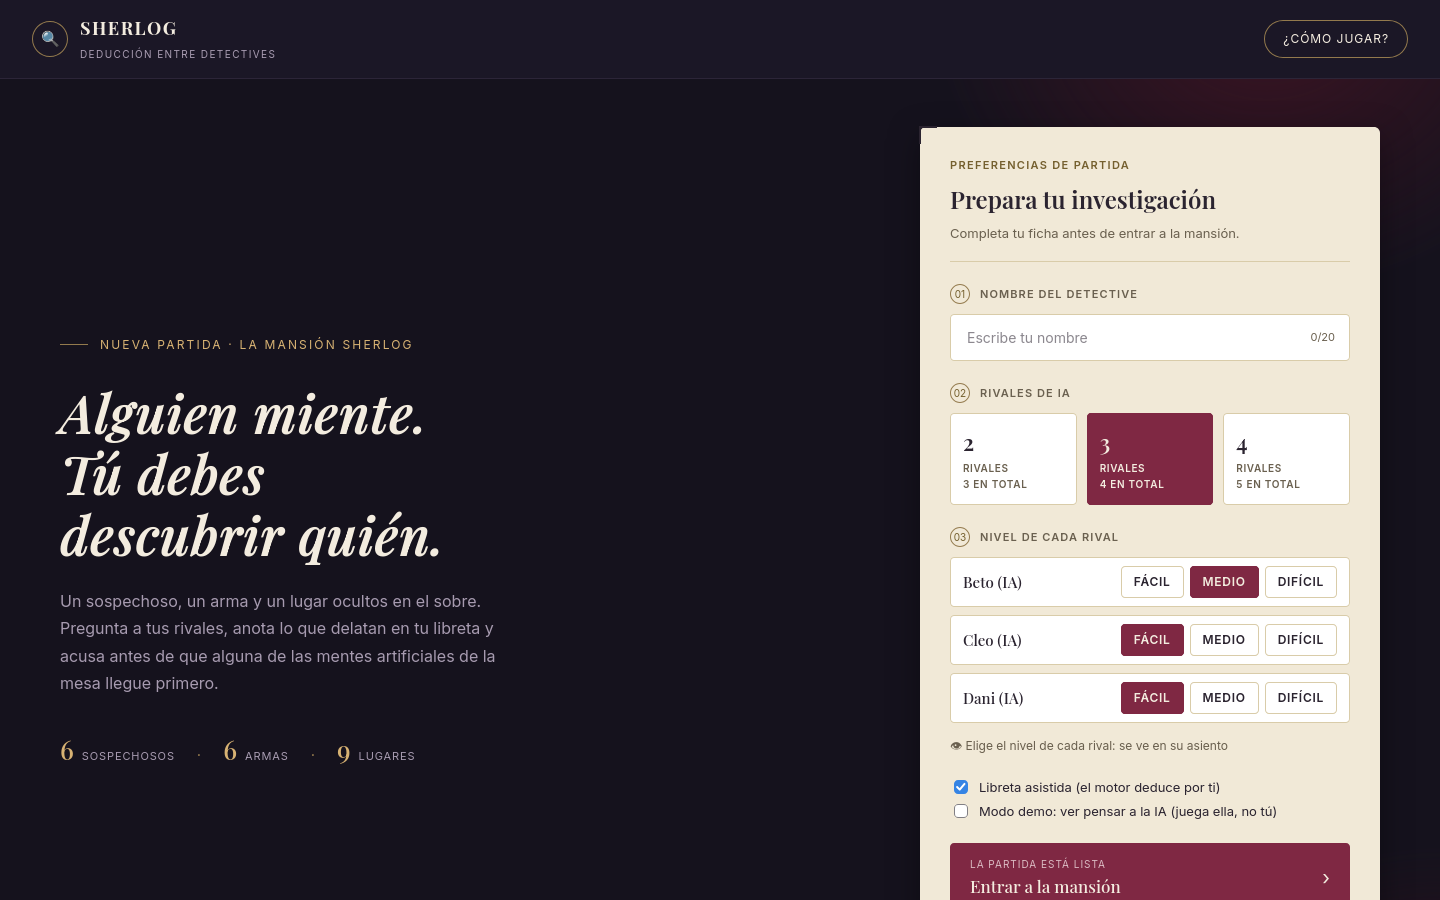 SHERLOG
DEDUCCIÓN ENTRE DETECTIVES
¿CÓMO JUGAR?
NUEVA PARTIDA · LA MANSIÓN SHERLOG
Alguien miente.
Tú debes
descubrir quién.
Un sospechoso, un arma y un lugar ocultos en el sobre.
Pregunta a tus rivales, anota lo que delatan en tu libreta y
acusa antes de que alguna de las mentes artificiales de la
mesa llegue primero.
6 SOSPECHOSOS · 6 ARMAS · 9 LUGARES
PREFERENCIAS DE PARTIDA
Prepara tu investigación
Completa tu ficha antes de entrar a la mansión.
01 NOMBRE DEL DETECTIVE
Escribe tu nombre 0/20
02 RIVALES DE IA
2
RIVALES
3 EN TOTAL
3
RIVALES
4 EN TOTAL
4
RIVALES
5 EN TOTAL
03 NIVEL DE CADA RIVAL
Beto (IA) FÁCIL MEDIO DIFÍCIL
Cleo (IA) FÁCIL MEDIO DIFÍCIL
Dani (IA) FÁCIL MEDIO DIFÍCIL
Elige el nivel de cada rival: se ve en su asiento
Libreta asistida (el motor deduce por ti)
Modo demo: ver pensar a la IA (juega ella, no tú)
LA PARTIDA ESTÁ LISTA
Entrar a la mansión ›